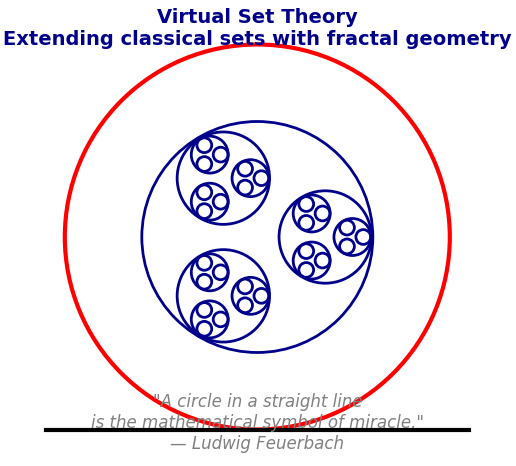 Virtual Set Theory
Extending classical sets with fractal geometry
"A circle in a straight line
is the mathematical symbol of miracle."
— Ludwig Feuerbach